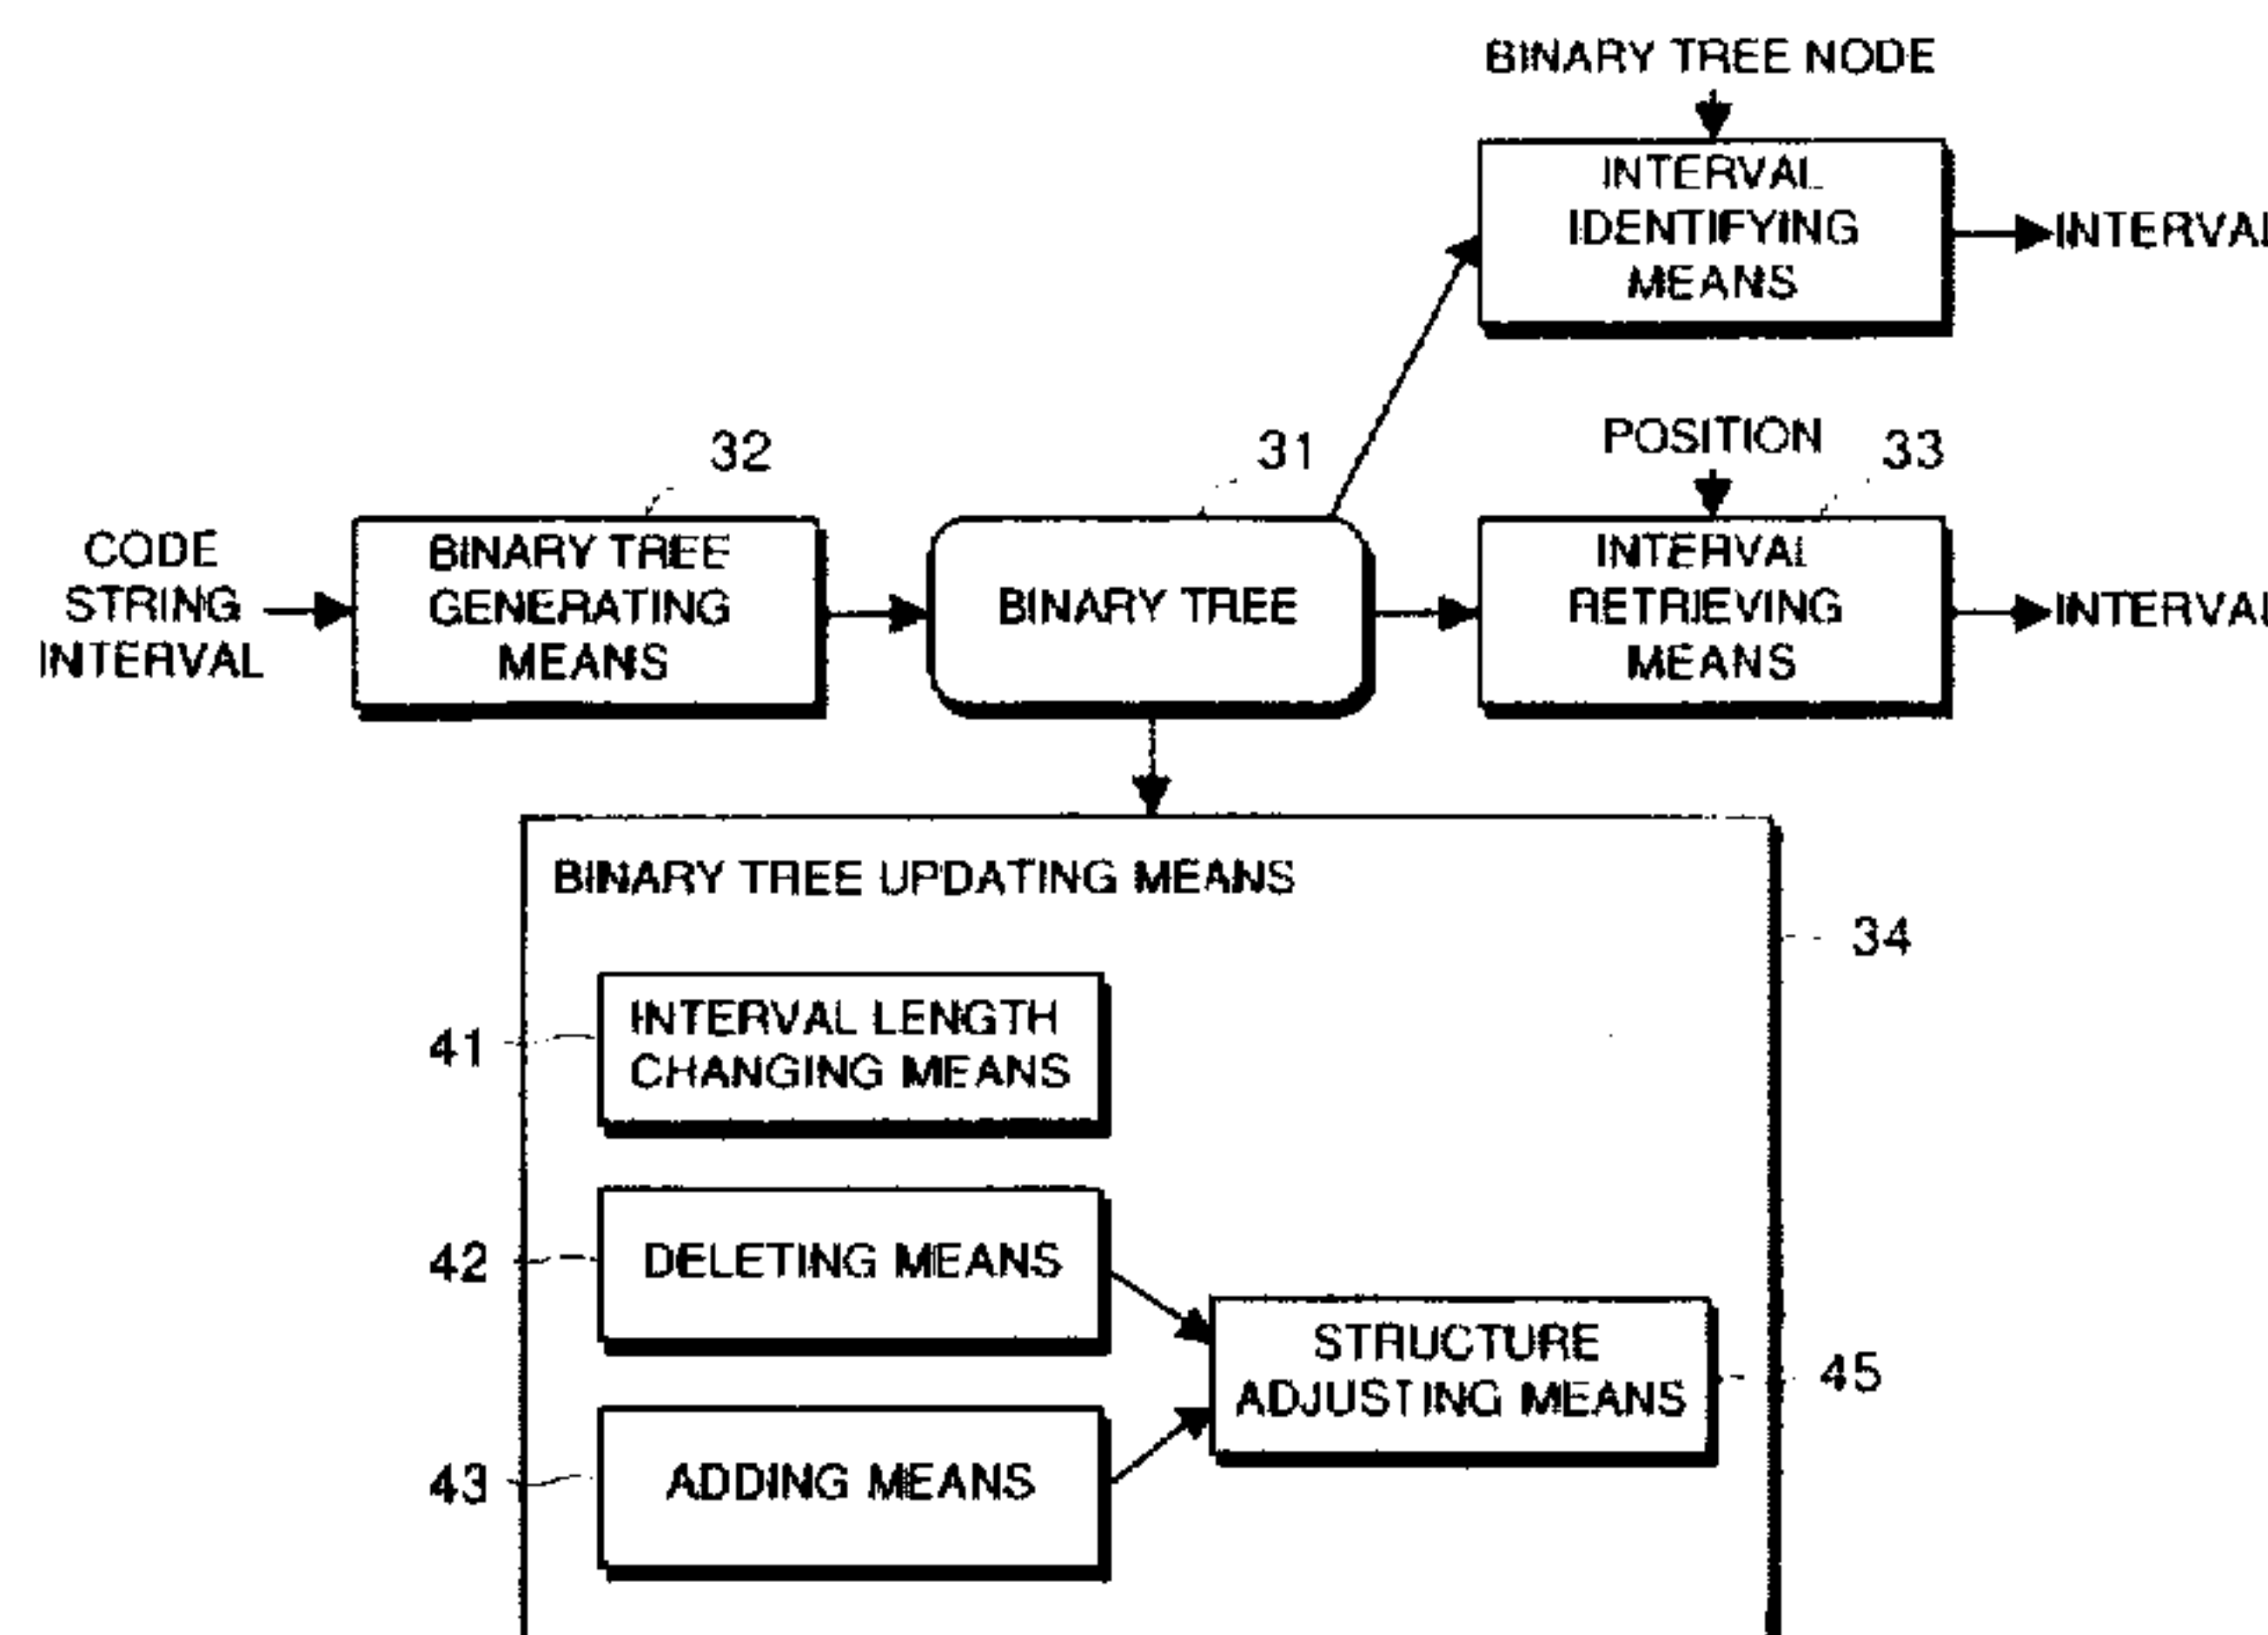 BINARY TREE NODE
INTERVAL
IDENTIFYING
MEANS
INTERVAL
32
31
POSITION
33
CODE
STRING
INTERVAL
BINARY TREE
GENERATING
MEANS
BINARY TREE
INTERVAL
RETRIEVING
MEANS
INTERVAL
BINARY TREE UPDATING MEANS
34
41
INTERVAL LENGTH
CHANGING MEANS
42
DELETING MEANS
STRUCTURE
ADJUSTING MEANS
45
43
ADDING MEANS